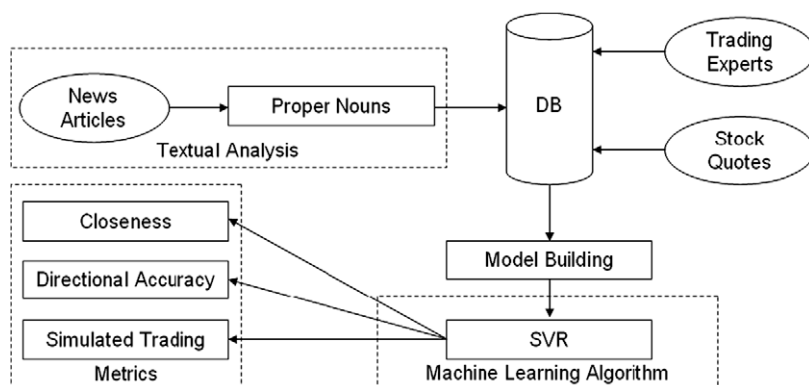 News
Articles
Proper Nouns
Textual Analysis
DB
Trading
Experts
Stock
Quotes
Closeness
Directional Accuracy
Simulated Trading
Metrics
Model Building
SVR
Machine Learning Algorithm